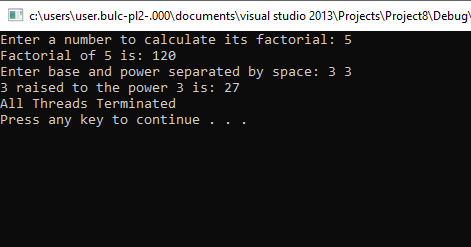 c:\users\user.bulc-pl2-.000\documents\visual studio 2013\Projects\Project8\Debug\
Enter a number to calculate its factorial: 5
Factorial of 5 is: 120
Enter base and power separated by space: 3 3
3 raised to the power 3 is: 27
All Threads Terminated
Press any key to continue . . .